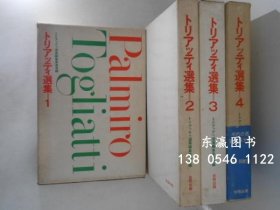 トリアッティ選集-1
Palmiro
Togliatti
トリアッティ選集
2
トリアッティ選集
3
トリアッティ選集
4
东瀛图书
138 0546 1122